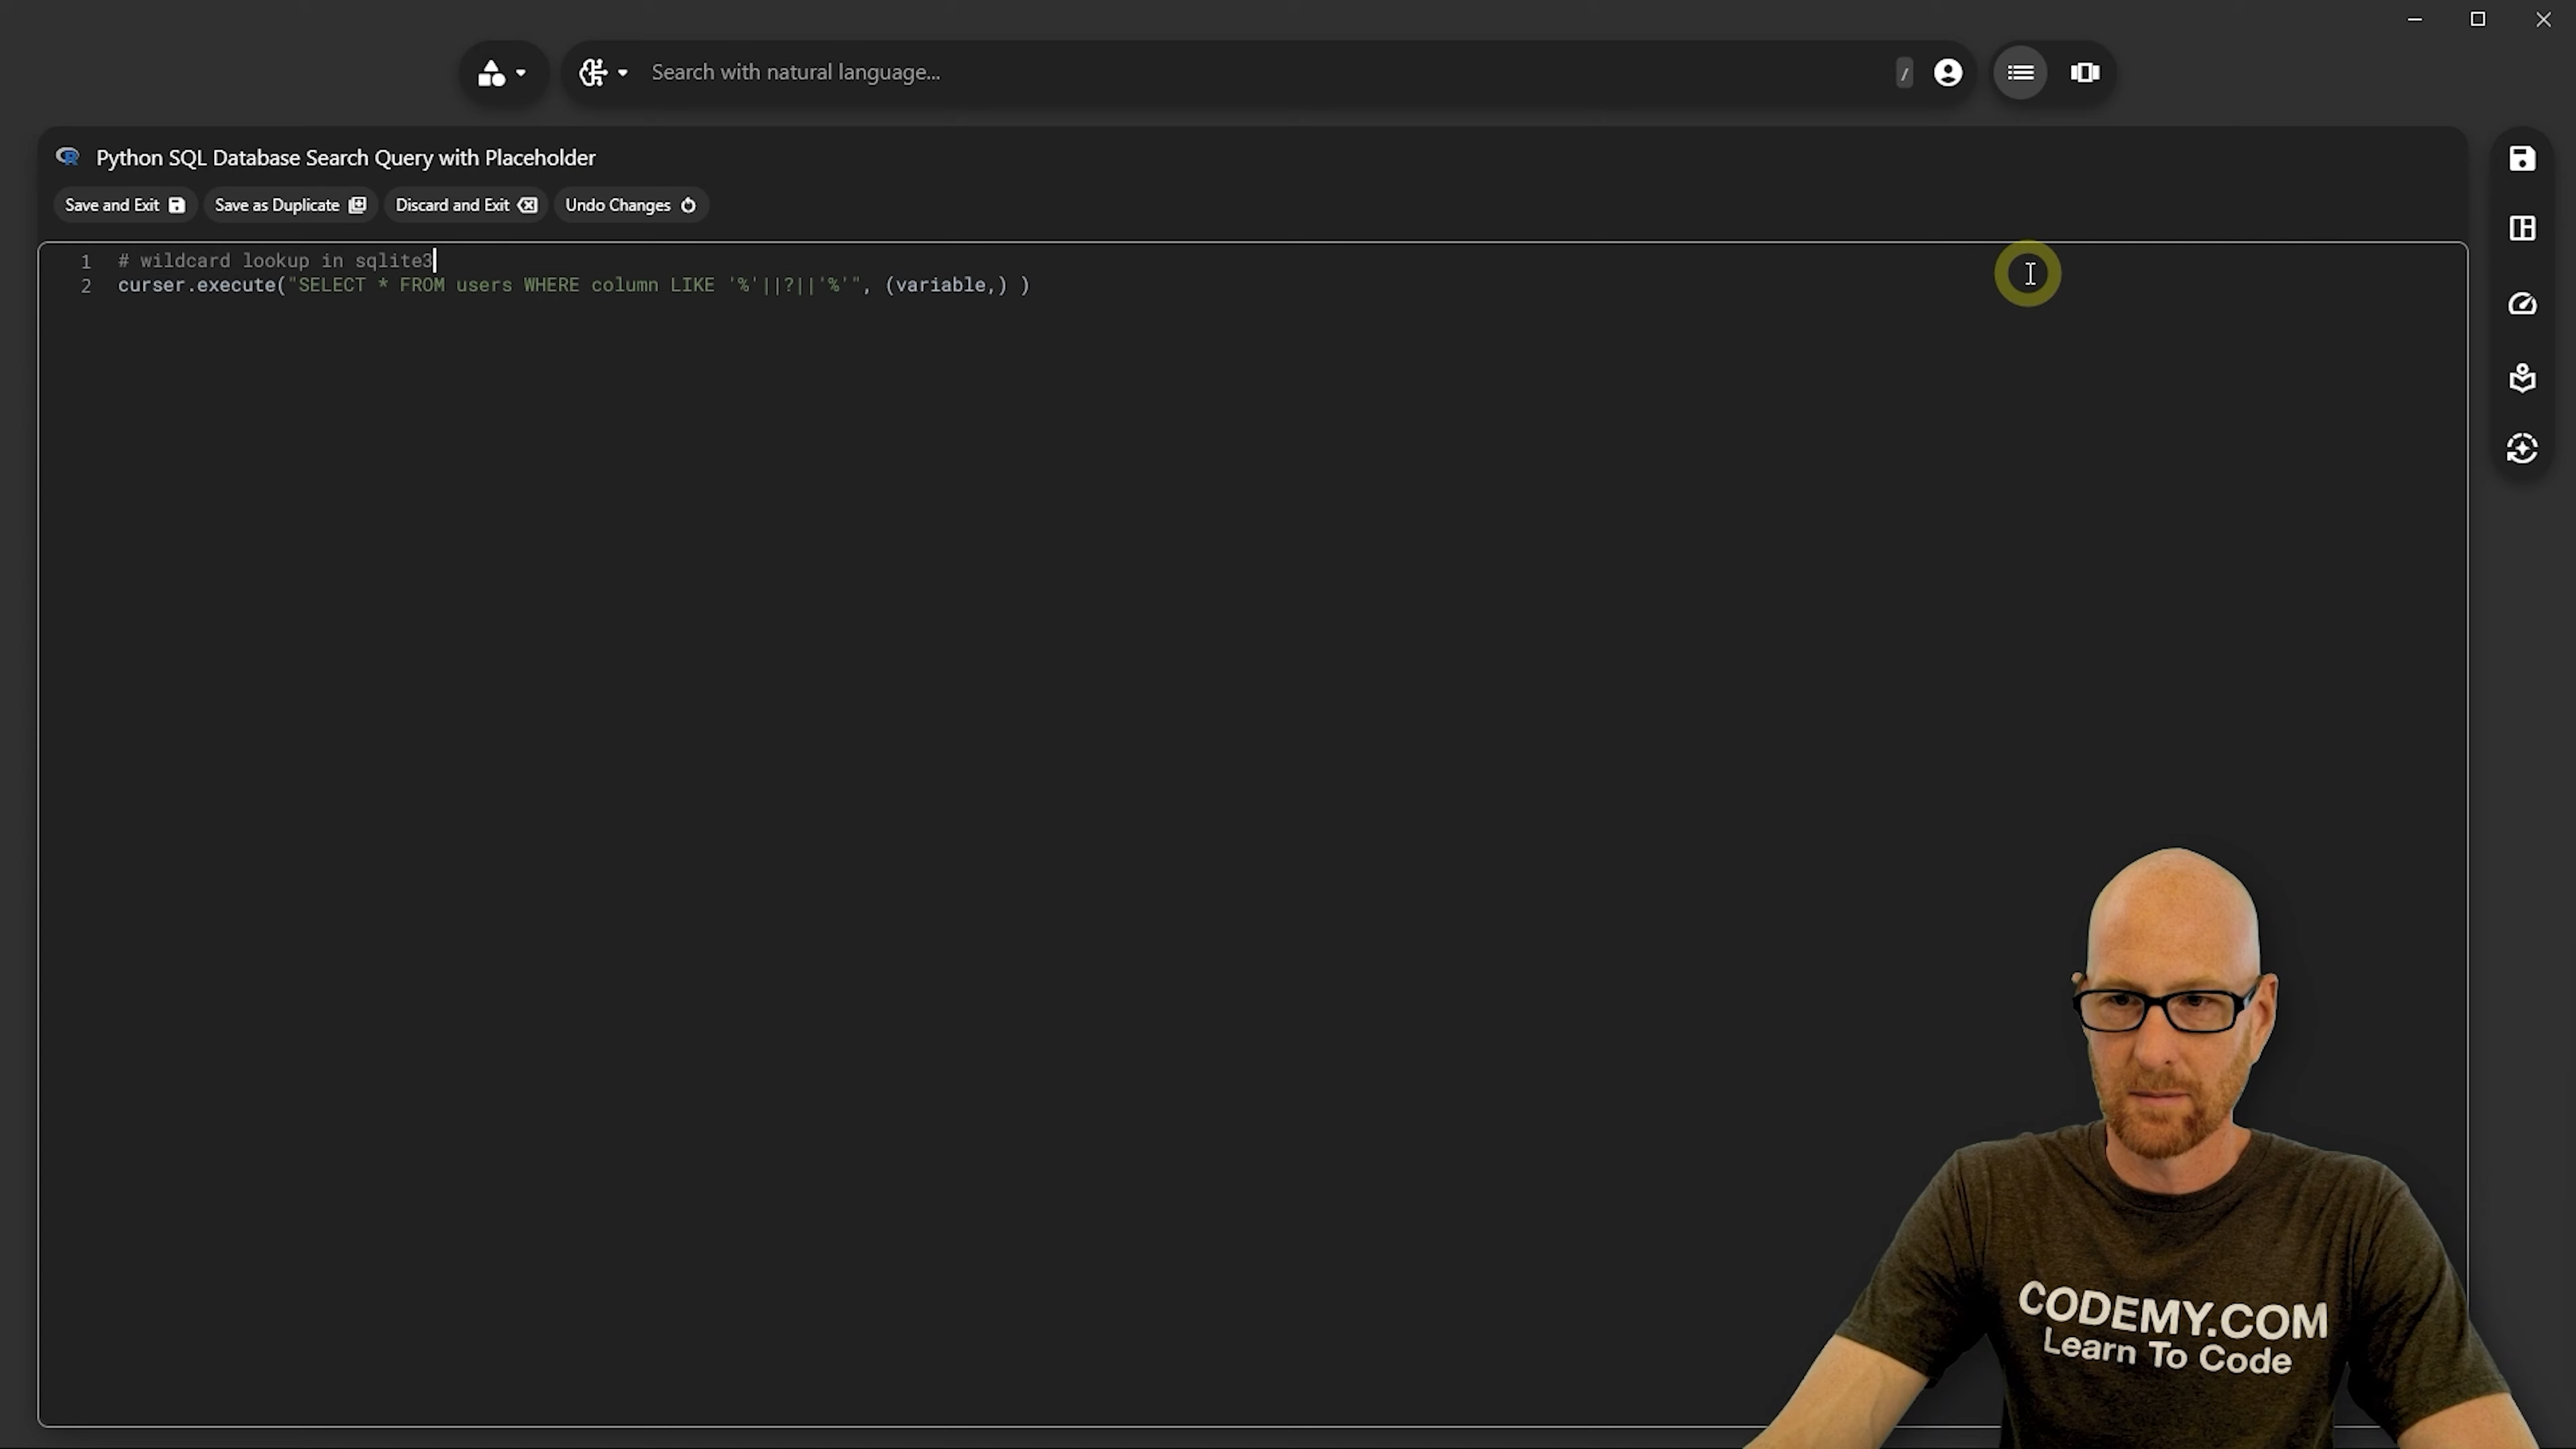 Search with natural language...
/
Python SQL Database Search Query with Placeholder
Save and Exit
Save as Duplicate
Discard and Exit
Undo Changes
1 # wildcard lookup in sqlite3
2 curser.execute("SELECT * FROM users WHERE column LIKE '%'||?||'%'", (variable,) )
CODEMY.COM
Learn To Code